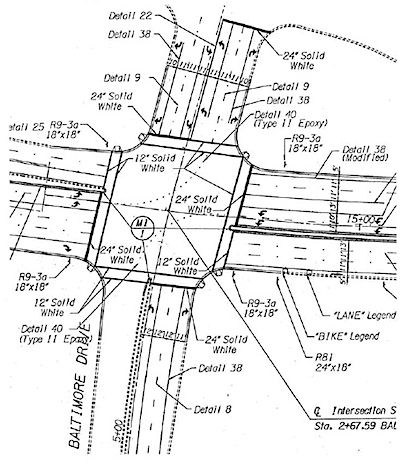 Detail 22
Detail 38
24" Solid
White
Detail 9
24" Solid
White
Detail 9
Detail 38
Detail 40
(Type II Epoxy)
R9-3a
18"x18"
Detail 38
(Modified)
etail 25
R9-3a
18"x18"
12" Solid
White
24" Solid
White
15+00
M1
1
24" Solid
White
12" Solid
White
R9-3a
18"x18"
12" Solid
White
Detail 40
(Type II Epoxy)
R9-3a
18"x18"
"LANE" Legend
"BIKE" Legend
R81
24"x18"
24" Solid
White
Detail 38
Detail 8
BALTIMORE DRIVE
5+00
℄ Intersection S
Sta. 2+67.59 BAL